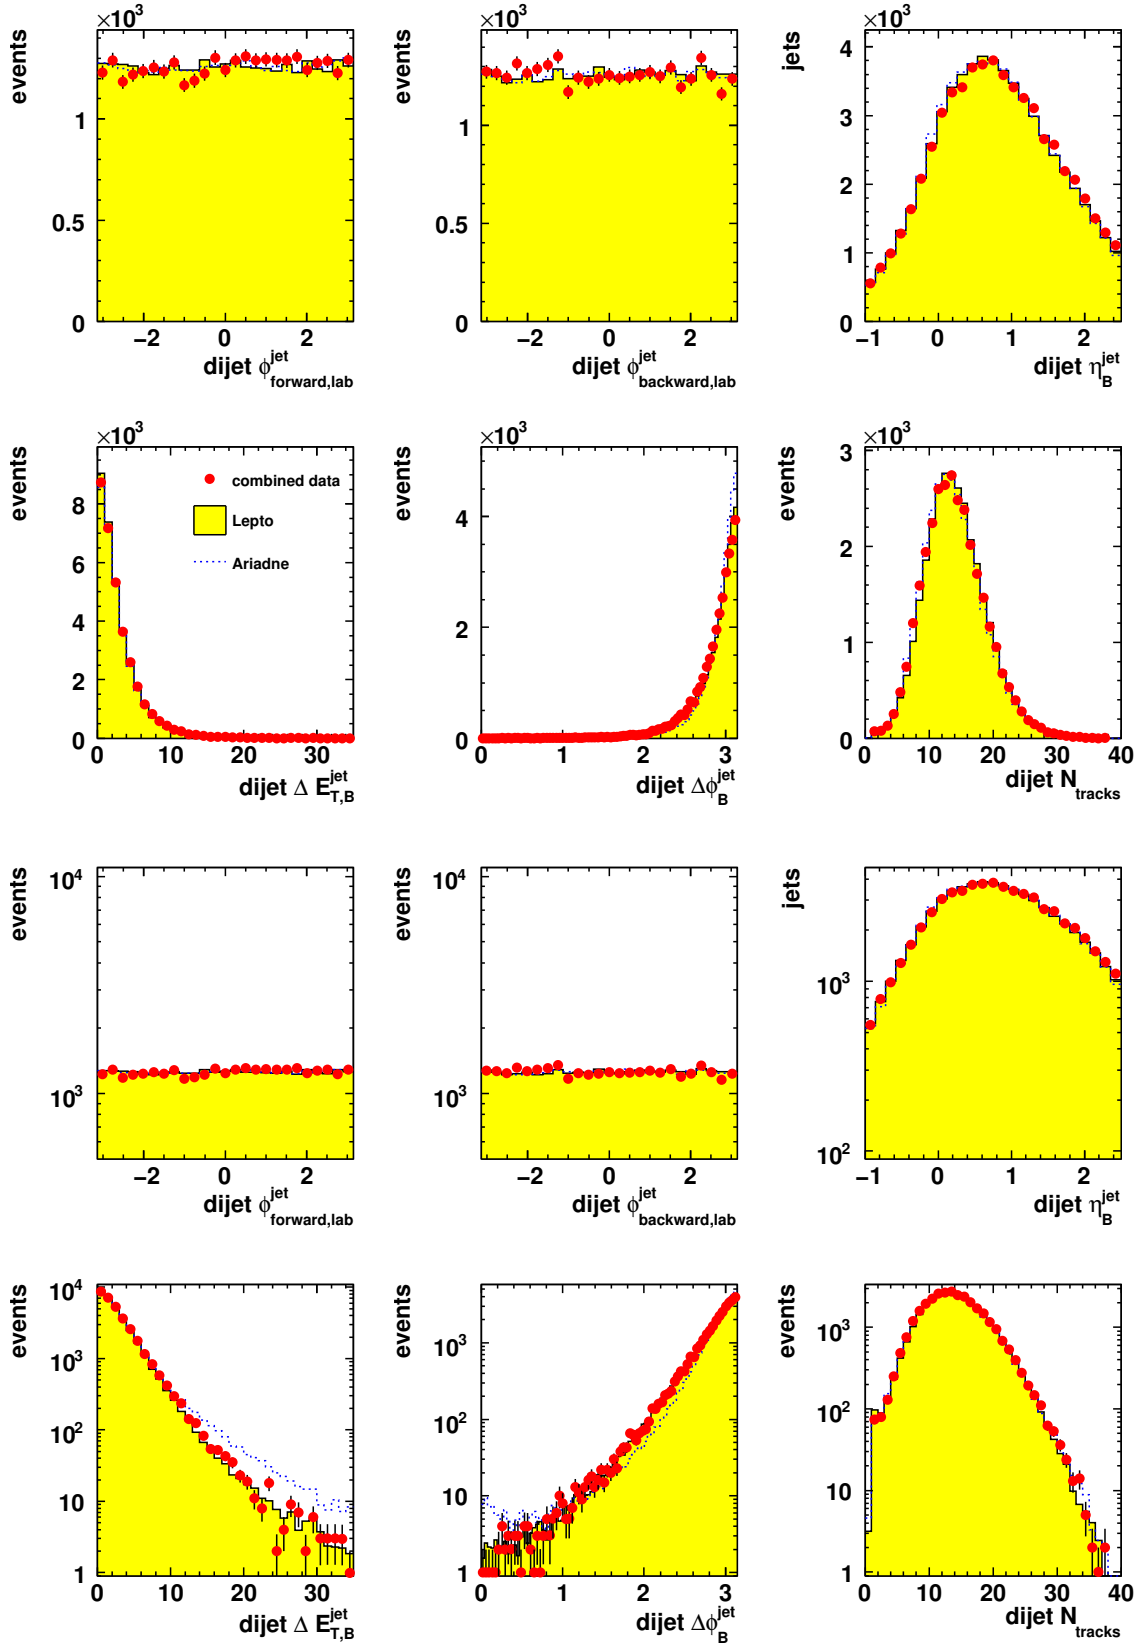 ×10³ ×10³
events events jets
1 1 4
3
0.5 0.5 2
1
0 0 0
−2 0 2 −2 0 2 −1 0 1 2
dijet ϕ^jet_forward,lab dijet ϕ^jet_backward,lab dijet η^jet_B
×10³ ×10³ ×10³
events events events
8 4 3
6 2
4 2 1
2
0 0 0
combined data
Lepto
Ariadne
0 10 20 30 0 1 2 3 0 10 20 30 40
dijet Δ E^jet_T,B dijet Δϕ^jet_B dijet N_tracks
events events jets
10⁴ 10⁴
10³ 10³ 10³
10²
−2 0 2 −2 0 2 −1 0 1 2
dijet ϕ^jet_forward,lab dijet ϕ^jet_backward,lab dijet η^jet_B
events events events
10⁴
10³ 10³ 10³
10² 10² 10²
10 10 10
1 1 1
0 10 20 30 0 1 2 3 0 10 20 30 40
dijet Δ E^jet_T,B dijet Δϕ^jet_B dijet N_tracks